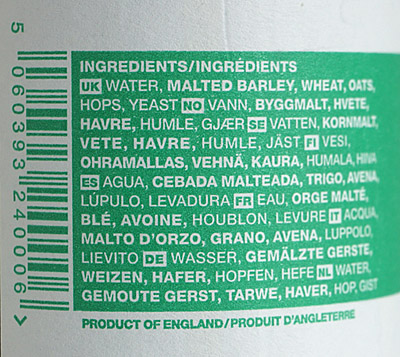 INGREDIENTS/INGRÉDIENTS
UK WATER, MALTED BARLEY, WHEAT, OATS,
HOPS, YEAST NO VANN, BYGGMALT, HVETE,
HAVRE, HUMLE, GJÆR SE VATTEN, KORNMALT,
VETE, HAVRE, HUMLE, JÄST FI VESI,
OHRAMALLAS, VEHNÄ, KAURA, HUMALA, HIIVA
ES AGUA, CEBADA MALTEADA, TRIGO, AVENA,
LÚPULO, LEVADURA FR EAU, ORGE MALTÉ,
BLÉ, AVOINE, HOUBLON, LEVURE IT ACQUA,
MALTO D'ORZO, GRANO, AVENA, LUPPOLO,
LIEVITO DE WASSER, GEMÄLZTE GERSTE,
WEIZEN, HAFER, HOPFEN, HEFE NL WATER,
GEMOUTE GERST, TARWE, HAVER, HOP, GIST
PRODUCT OF ENGLAND/PRODUIT D'ANGLETERRE
5 060393 240006 >